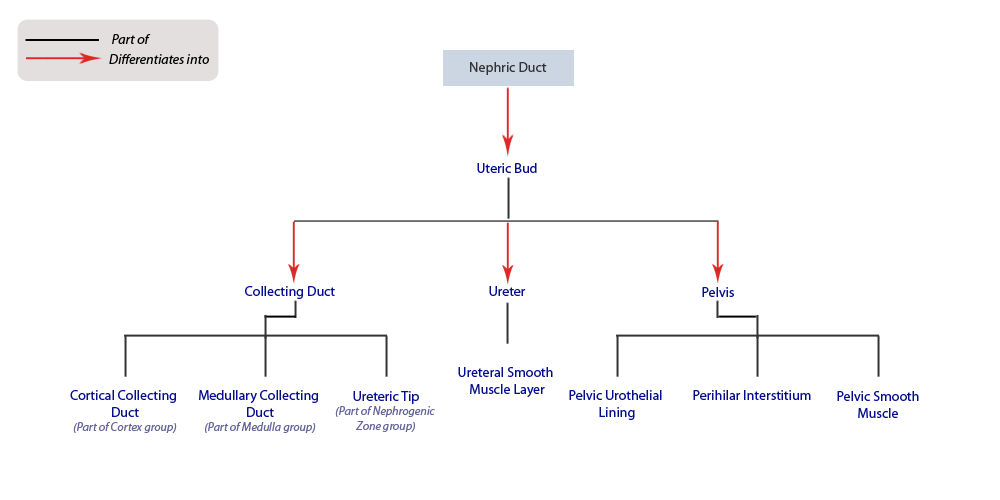 Part of
Differentiates into
Nephric Duct
Uteric Bud
Collecting Duct
Ureter
Pelvis
Cortical Collecting
Duct
(Part of Cortex group)
Medullary Collecting
Duct
(Part of Medulla group)
Ureteric Tip
(Part of Nephrogenic
Zone group)
Ureteral Smooth
Muscle Layer
Pelvic Urothelial
Lining
Perihilar Interstitium
Pelvic Smooth
Muscle